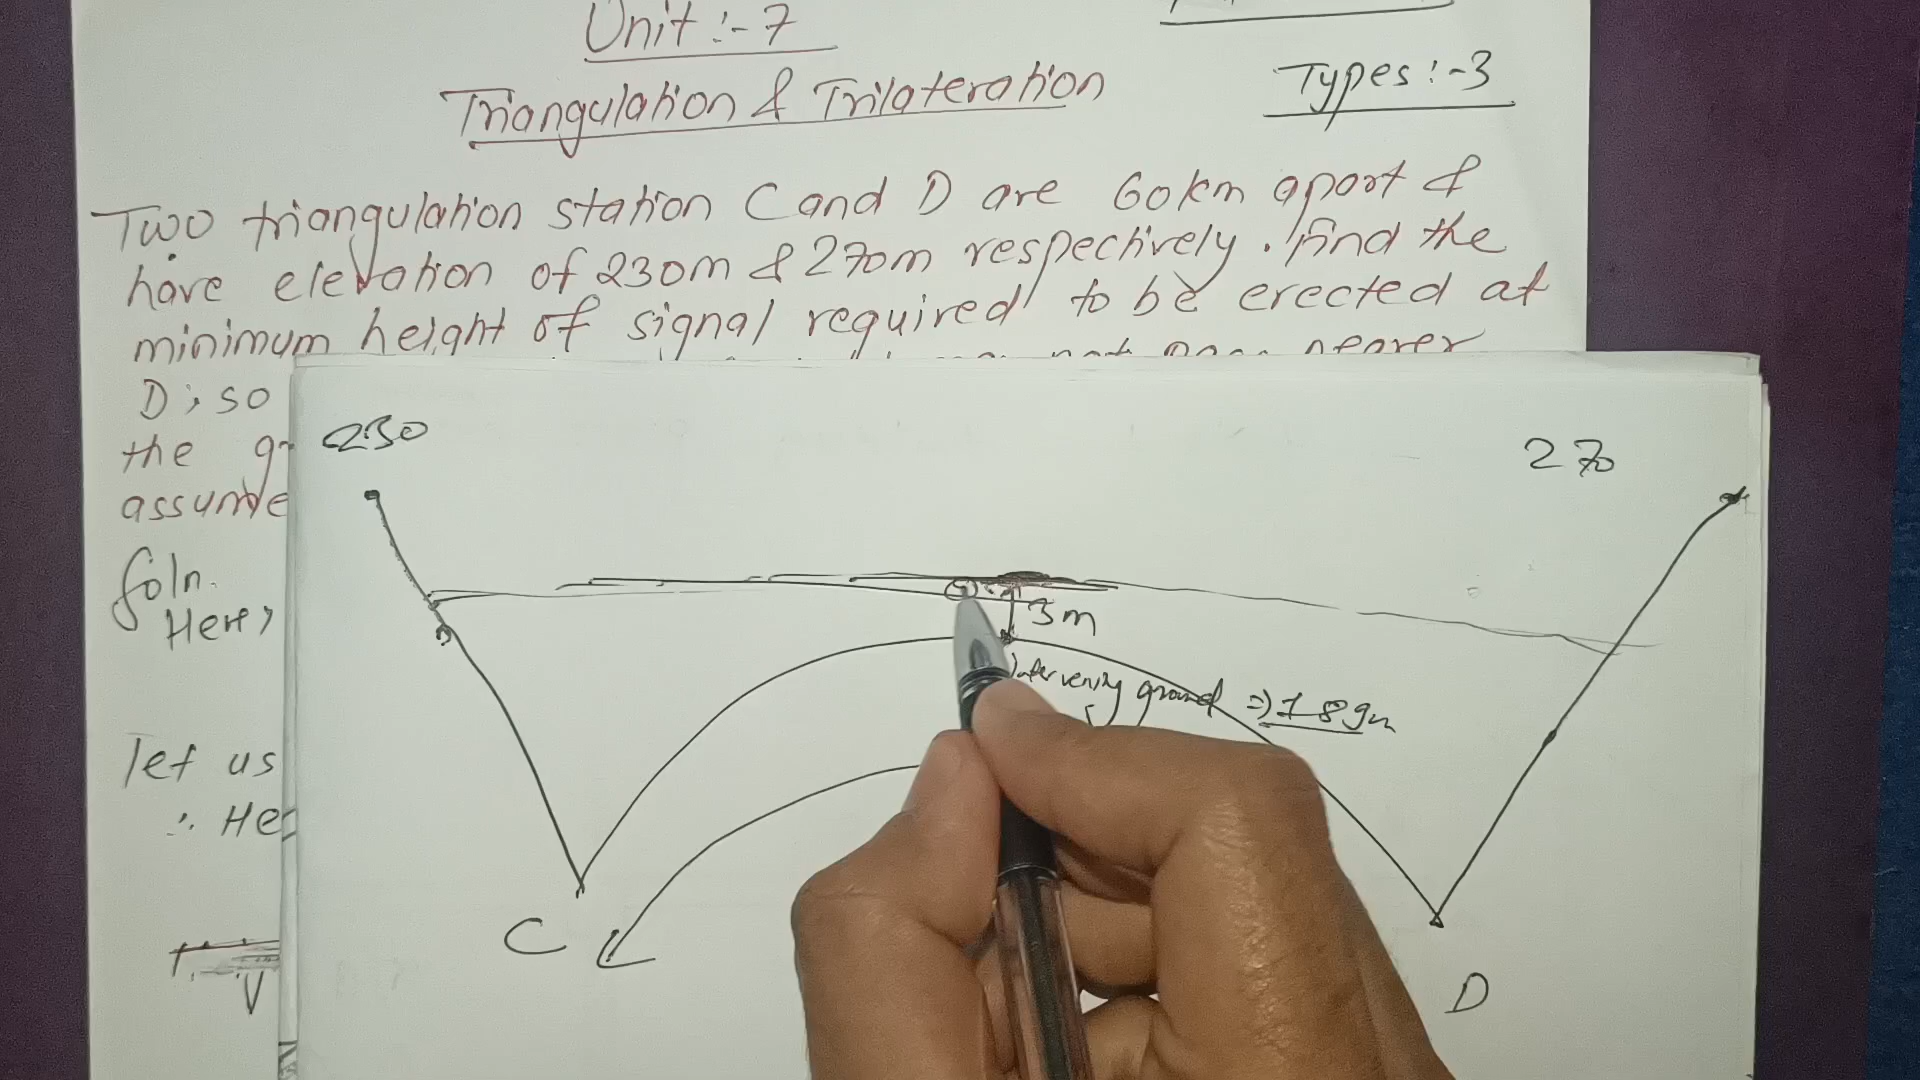 Unit :- 7
Types :- 3
Triangulation & Trilateration
Two triangulation station C and D are 60km apart &
have elevation of 230m & 270m respectively. Find the
minimum height of signal required to be erected at
D; so not nearer
the
assume
Soln.
Here,
let us
∴ He
230
270
3m
Intervening ground => 189m
C
D